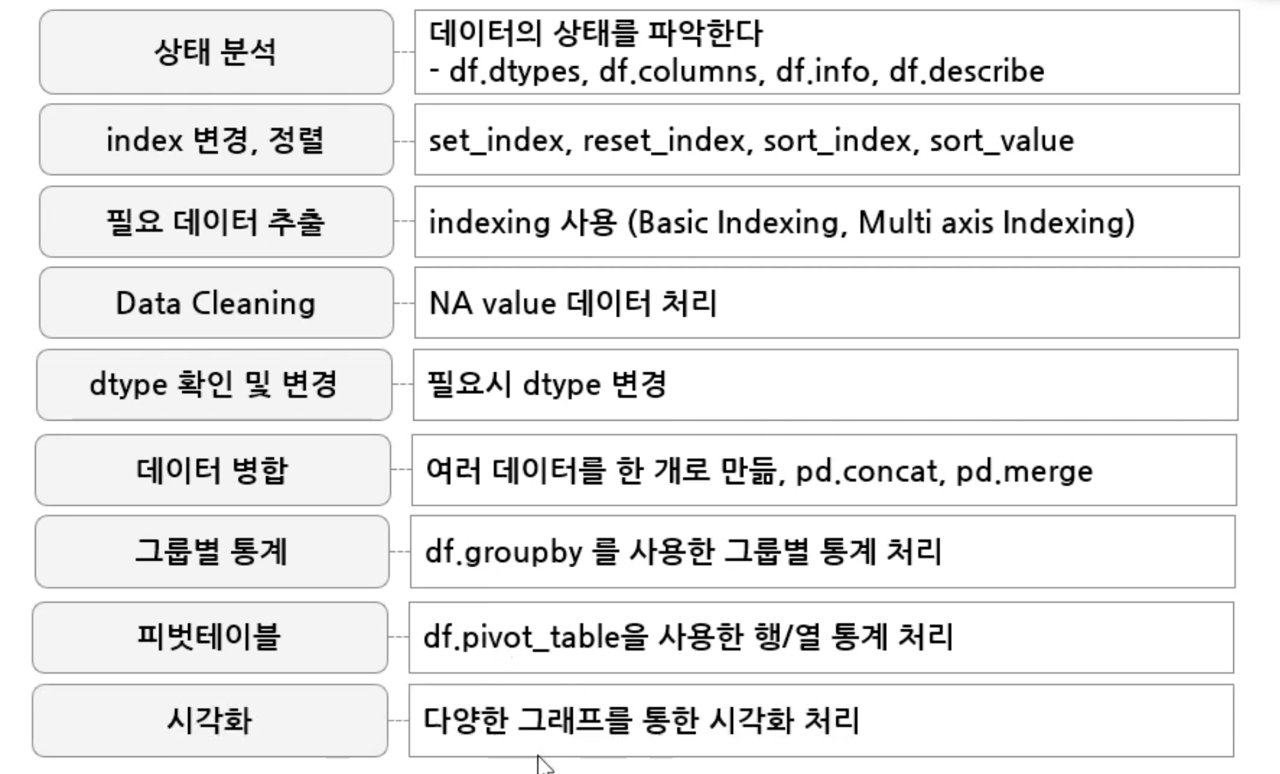 상태 분석
데이터의 상태를 파악한다
- df.dtypes, df.columns, df.info, df.describe
index 변경, 정렬
set_index, reset_index, sort_index, sort_value
필요 데이터 추출
indexing 사용 (Basic Indexing, Multi axis Indexing)
Data Cleaning
NA value 데이터 처리
dtype 확인 및 변경
필요시 dtype 변경
데이터 병합
여러 데이터를 한 개로 만듦, pd.concat, pd.merge
그룹별 통계
df.groupby 를 사용한 그룹별 통계 처리
피벗테이블
df.pivot_table을 사용한 행/열 통계 처리
시각화
다양한 그래프를 통한 시각화 처리